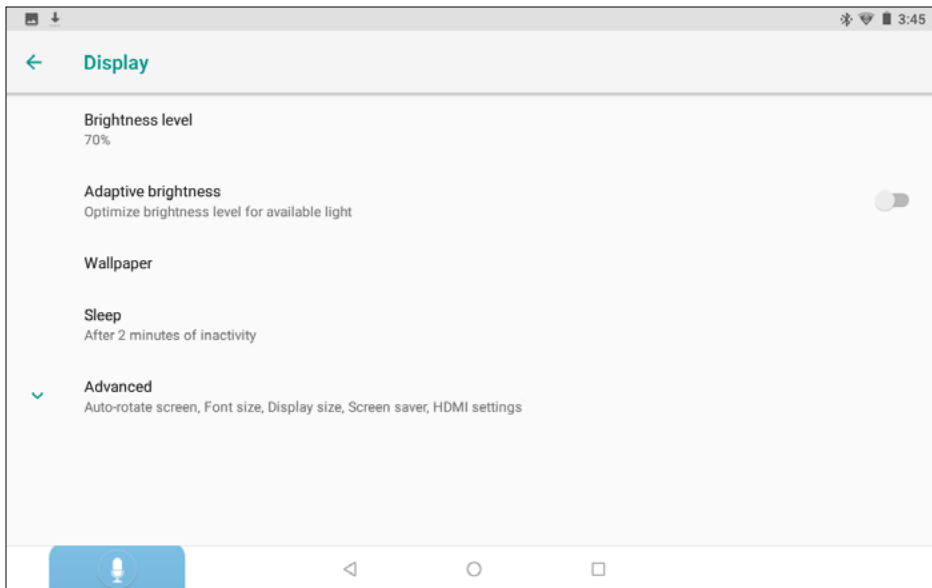 3:45
Display
Brightness level
70%
Adaptive brightness
Optimize brightness level for available light
Wallpaper
Sleep
After 2 minutes of inactivity
Advanced
Auto-rotate screen, Font size, Display size, Screen saver, HDMI settings